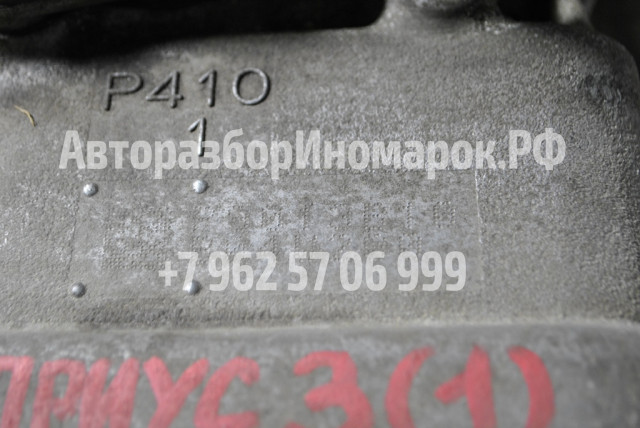 P410
1
АвторазборИномарок.РФ
+7 962 57 06 999
ПРИУС 3(1)